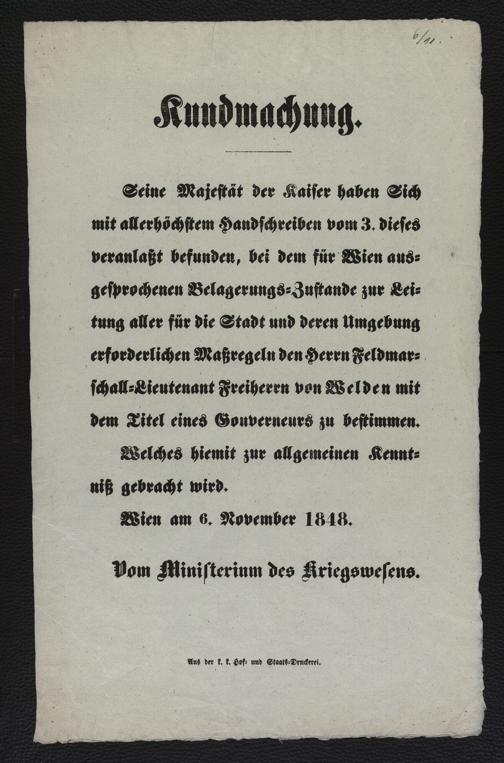 6/11.
Kundmachung.
Seine Majestät der Kaiser haben Sich
mit allerhöchstem Handschreiben vom 3. dieses
veranlaßt befunden, bei dem für Wien aus-
gesprochenen Belagerungs-Zustande zur Lei-
tung aller für die Stadt und deren Umgebung
erforderlichen Maßregeln den Herrn Feldmar-
schall-Lieutenant Freiherrn von Welden mit
dem Titel eines Gouverneurs zu bestimmen.
Welches hiemit zur allgemeinen Kennt-
niß gebracht wird.
Wien am 6. November 1848.
Vom Ministerium des Kriegswesens.
Aus der k. k. Hof- und Staats-Druckerei.